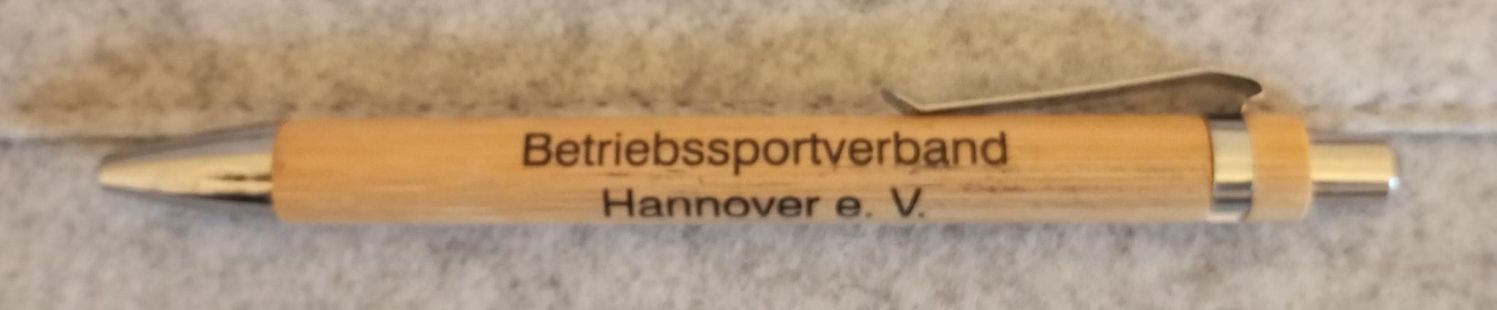 Betriebssportverband
Hannover e. V.